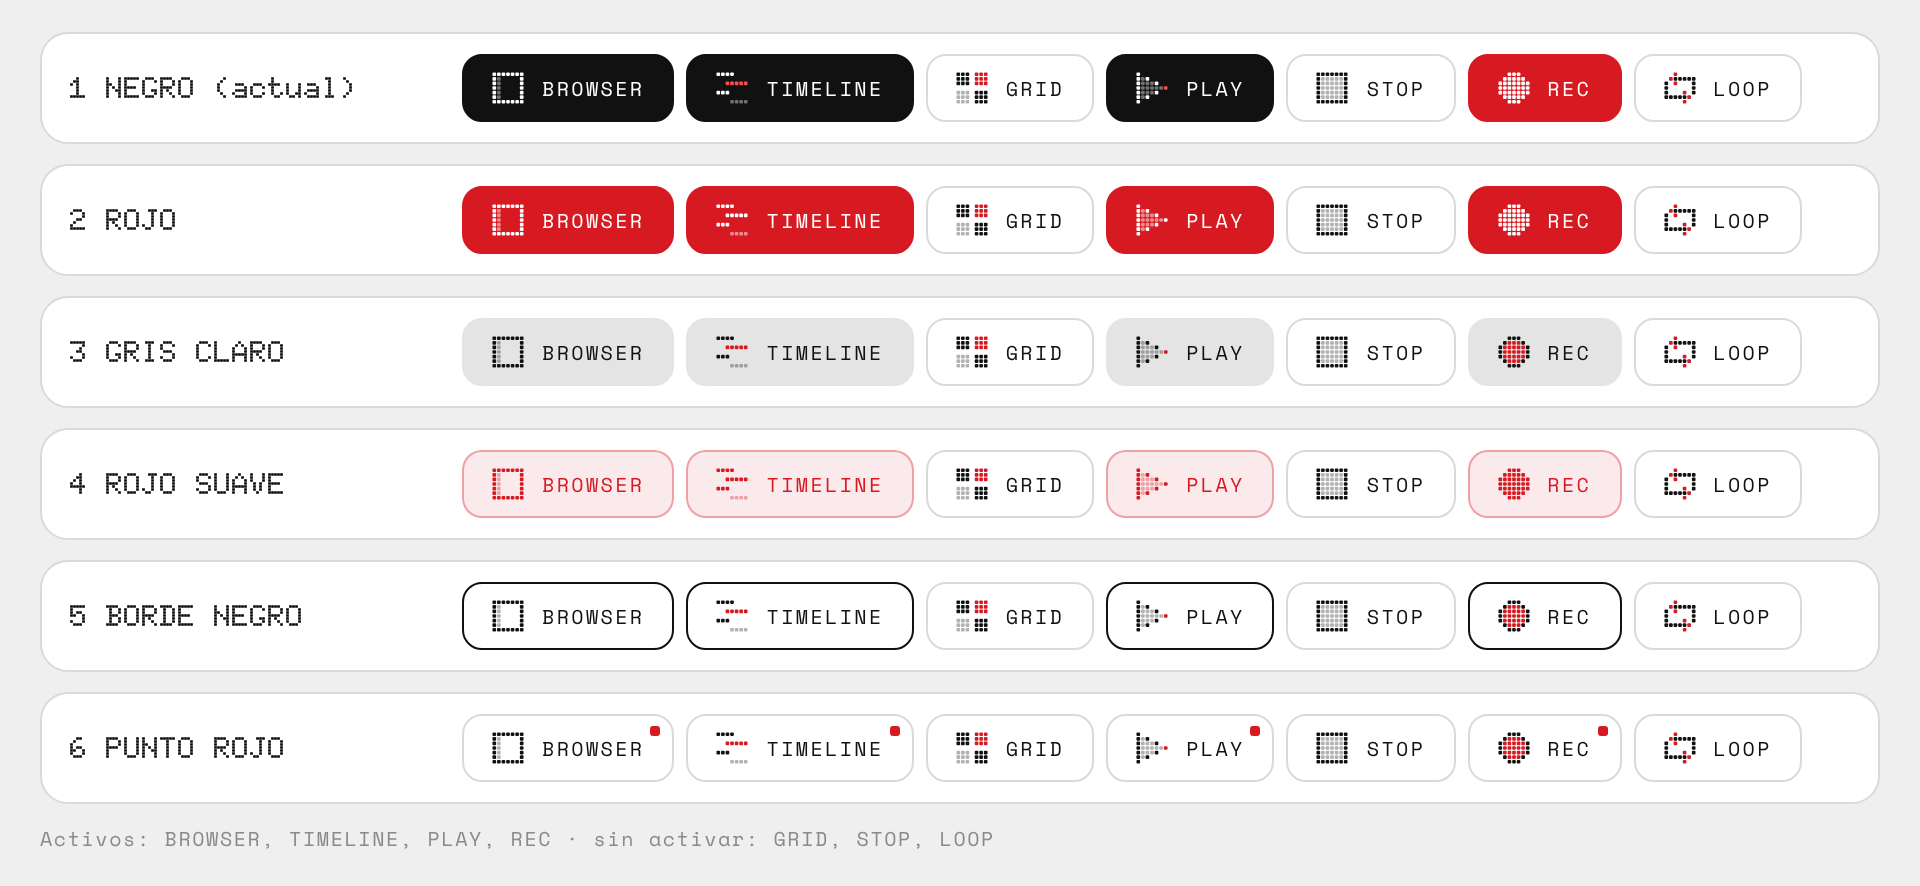 1 NEGRO (actual) BROWSER TIMELINE GRID PLAY STOP REC LOOP
2 ROJO BROWSER TIMELINE GRID PLAY STOP REC LOOP
3 GRIS CLARO BROWSER TIMELINE GRID PLAY STOP REC LOOP
4 ROJO SUAVE BROWSER TIMELINE GRID PLAY STOP REC LOOP
5 BORDE NEGRO BROWSER TIMELINE GRID PLAY STOP REC LOOP
6 PUNTO ROJO BROWSER TIMELINE GRID PLAY STOP REC LOOP
Activos: BROWSER, TIMELINE, PLAY, REC · sin activar: GRID, STOP, LOOP